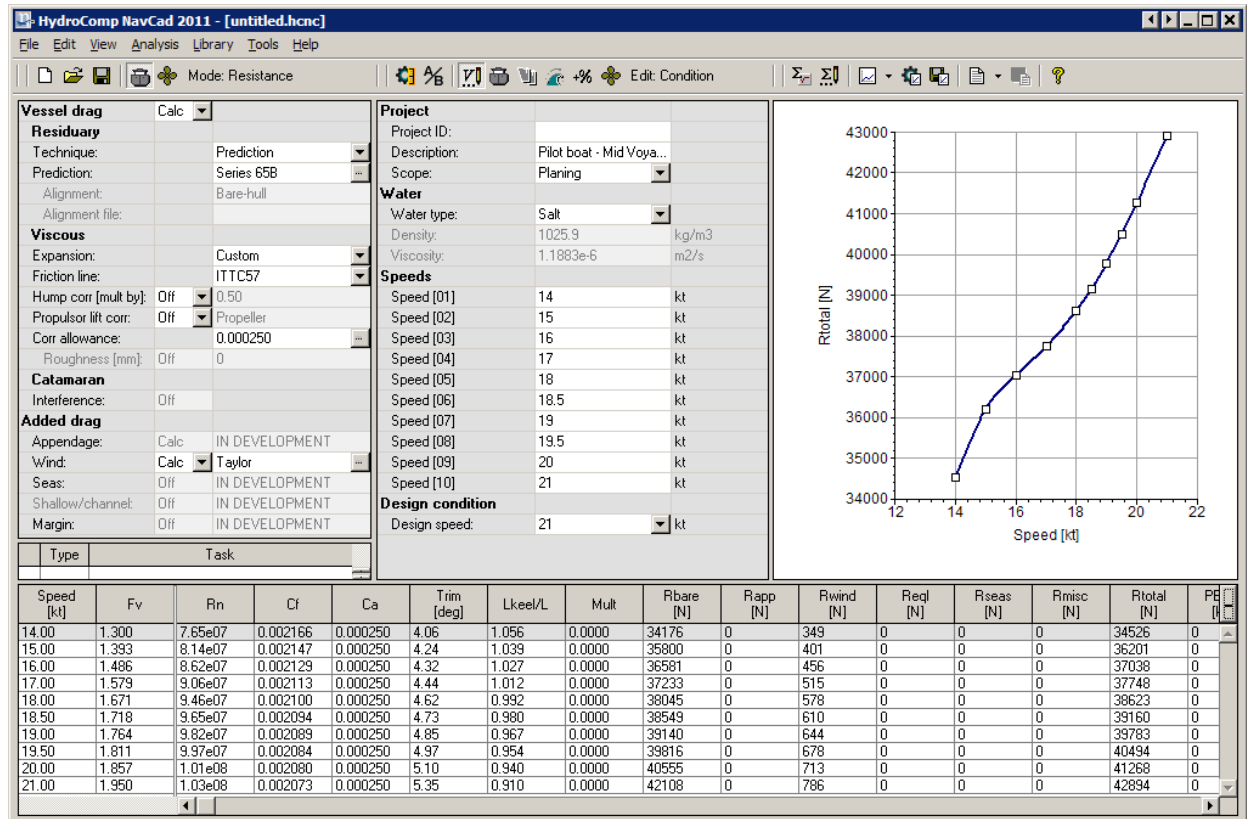 HydroComp NavCad 2011 - [untitled.hcnc]
File Edit View Analysis Library Tools Help
Mode: Resistance
A/B
+%
Edit: Condition
Vessel drag Calc
Residuary
Technique: Prediction
Prediction: Series 65B ...
Alignment: Bare-hull
Alignment file:
Viscous
Expansion: Custom
Friction line: ITTC57
Hump corr [mult by]: Off 0.50
Propulsor lift corr: Off Propeller
Corr allowance: 0.000250 ...
Roughness [mm]: Off 0
Catamaran
Interference: Off
Added drag
Appendage: Calc IN DEVELOPMENT
Wind: Calc Taylor ...
Seas: Off IN DEVELOPMENT
Shallow/channel: Off IN DEVELOPMENT
Margin: Off IN DEVELOPMENT
Type Task
Project
Project ID:
Description: Pilot boat - Mid Voya...
Scope: Planing
Water
Water type: Salt
Density: 1025.9 kg/m3
Viscosity: 1.1883e-6 m2/s
Speeds
Speed [01] 14 kt
Speed [02] 15 kt
Speed [03] 16 kt
Speed [04] 17 kt
Speed [05] 18 kt
Speed [06] 18.5 kt
Speed [07] 19 kt
Speed [08] 19.5 kt
Speed [09] 20 kt
Speed [10] 21 kt
Design condition
Design speed: 21 kt
43000
42000
41000
40000
39000
38000
37000
36000
35000
34000
Rtotal [N]
12 14 16 18 20 22
Speed [kt]
Speed [kt] Fv Rn Cf Ca Trim [deg] Lkeel/L Mult Rbare [N] Rapp [N] Rwind [N] Reql [N] Rseas [N] Rmisc [N] Rtotal [N]
14.00 1.300 7.65e07 0.002166 0.000250 4.06 1.056 0.0000 34176 0 349 0 0 0 34526 0
15.00 1.393 8.14e07 0.002147 0.000250 4.24 1.039 0.0000 35800 0 401 0 0 0 36201 0
16.00 1.486 8.62e07 0.002129 0.000250 4.32 1.027 0.0000 36581 0 456 0 0 0 37038 0
17.00 1.579 9.06e07 0.002113 0.000250 4.44 1.012 0.0000 37233 0 515 0 0 0 37748 0
18.00 1.671 9.46e07 0.002100 0.000250 4.62 0.992 0.0000 38045 0 578 0 0 0 38623 0
18.50 1.718 9.65e07 0.002094 0.000250 4.73 0.980 0.0000 38549 0 610 0 0 0 39160 0
19.00 1.764 9.82e07 0.002089 0.000250 4.85 0.967 0.0000 39140 0 644 0 0 0 39783 0
19.50 1.811 9.97e07 0.002084 0.000250 4.97 0.954 0.0000 39816 0 678 0 0 0 40494 0
20.00 1.857 1.01e08 0.002080 0.000250 5.10 0.940 0.0000 40555 0 713 0 0 0 41268 0
21.00 1.950 1.03e08 0.002073 0.000250 5.35 0.910 0.0000 42108 0 786 0 0 0 42894 0